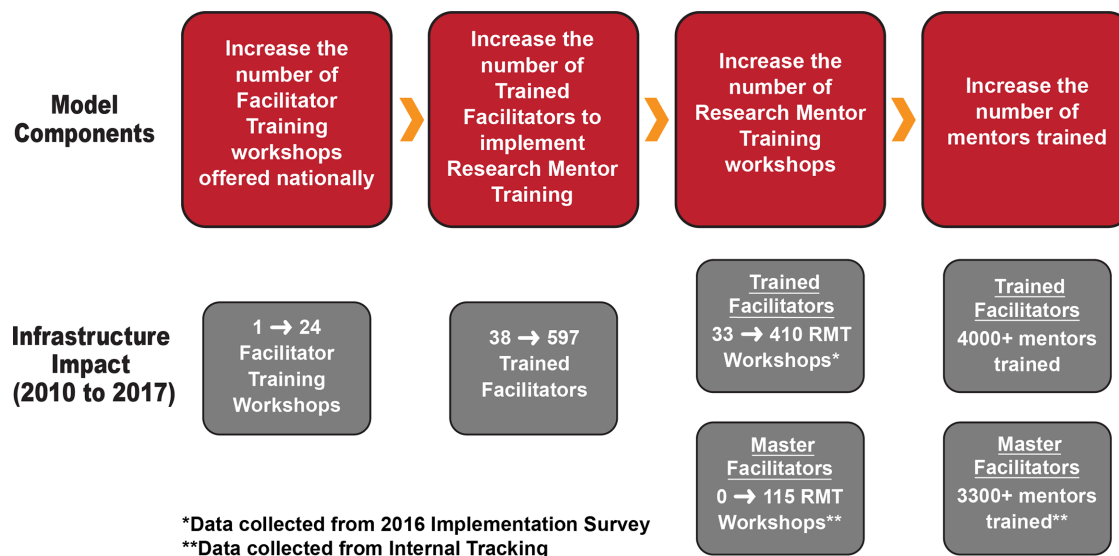 Model
Components
Increase the
number of
Facilitator
Training
workshops
offered nationally
Increase the
number of
Trained
Facilitators to
implement
Research Mentor
Training
Increase the
number of
Research Mentor
Training
workshops
Increase the
number of
mentors trained
Infrastructure
Impact
(2010 to 2017)
1 → 24
Facilitator
Training
Workshops
38 → 597
Trained
Facilitators
Trained
Facilitators
33 → 410 RMT
Workshops*
Trained
Facilitators
4000+ mentors
trained
Master
Facilitators
0 → 115 RMT
Workshops**
Master
Facilitators
3300+ mentors
trained**
*Data collected from 2016 Implementation Survey
**Data collected from Internal Tracking